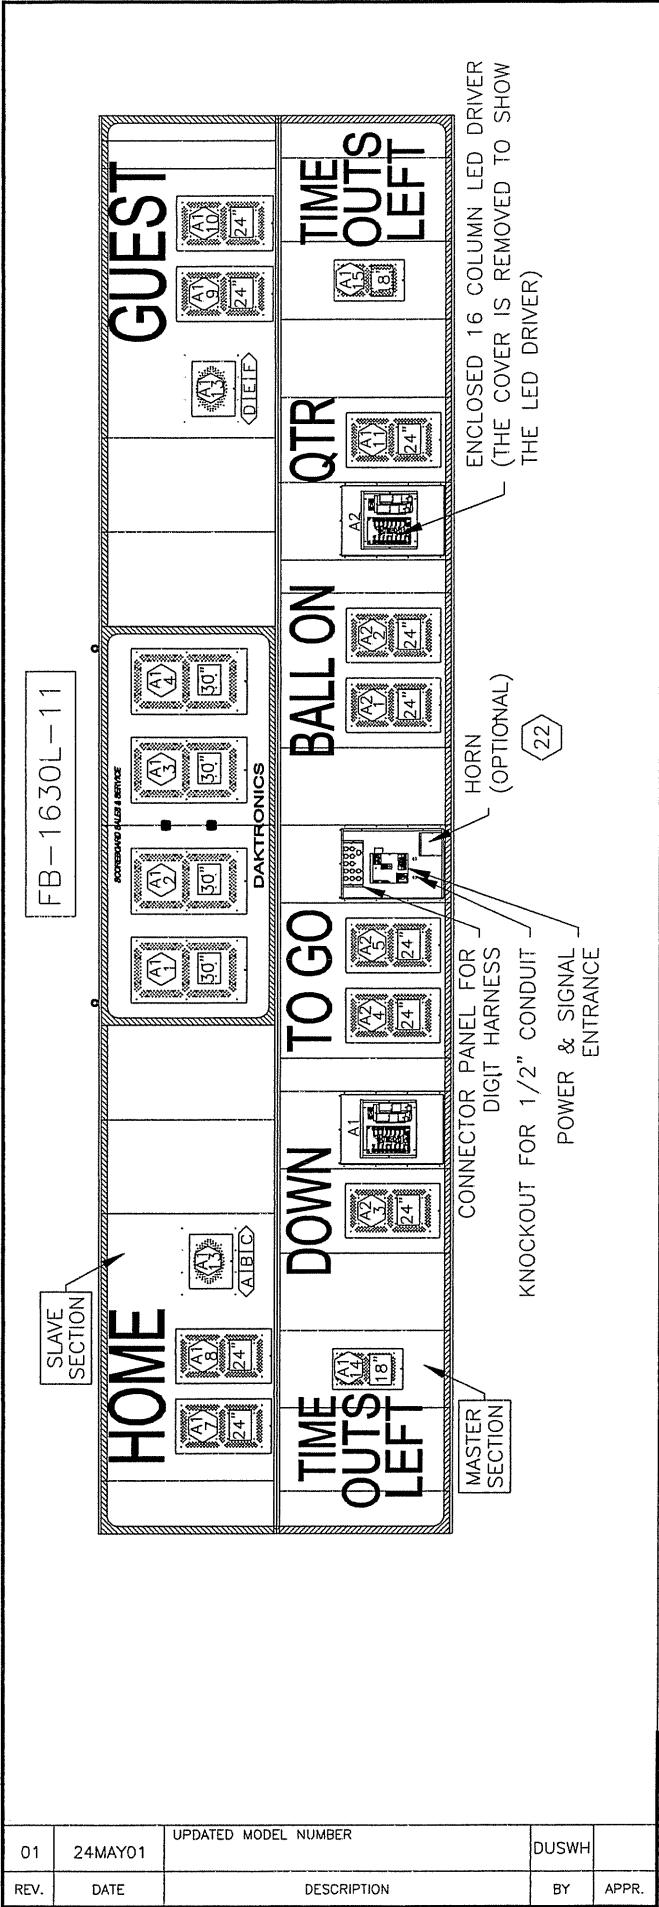 FB-1630L-11
SLAVE
SECTION
HOME
A1
7
24"
A1
8
24"
A1
13
A B C
SCOREBOARD SALES & SERVICE
A1
1
30"
A1
2
30"
A1
3
30"
A1
4
30"
DAKTRONICS
GUEST
A1
13
D E F
A1
9
24"
A1
10
24"
TIME
OUTS
LEFT
A1
14
18"
DOWN
A2
3
24"
A1
TO GO
A2
4
24"
A2
5
24"
BALL ON
A2
1
24"
A2
2
24"
A2
QTR
A1
11
24"
TIME
OUTS
LEFT
A1
15
18"
MASTER
SECTION
CONNECTOR PANEL FOR
DIGIT HARNESS
KNOCKOUT FOR 1/2" CONDUIT
POWER & SIGNAL
ENTRANCE
HORN
(OPTIONAL)
22
ENCLOSED 16 COLUMN LED DRIVER
(THE COVER IS REMOVED TO SHOW
THE LED DRIVER)
01 24MAY01 UPDATED MODEL NUMBER DUSWH
REV. DATE DESCRIPTION BY APPR.